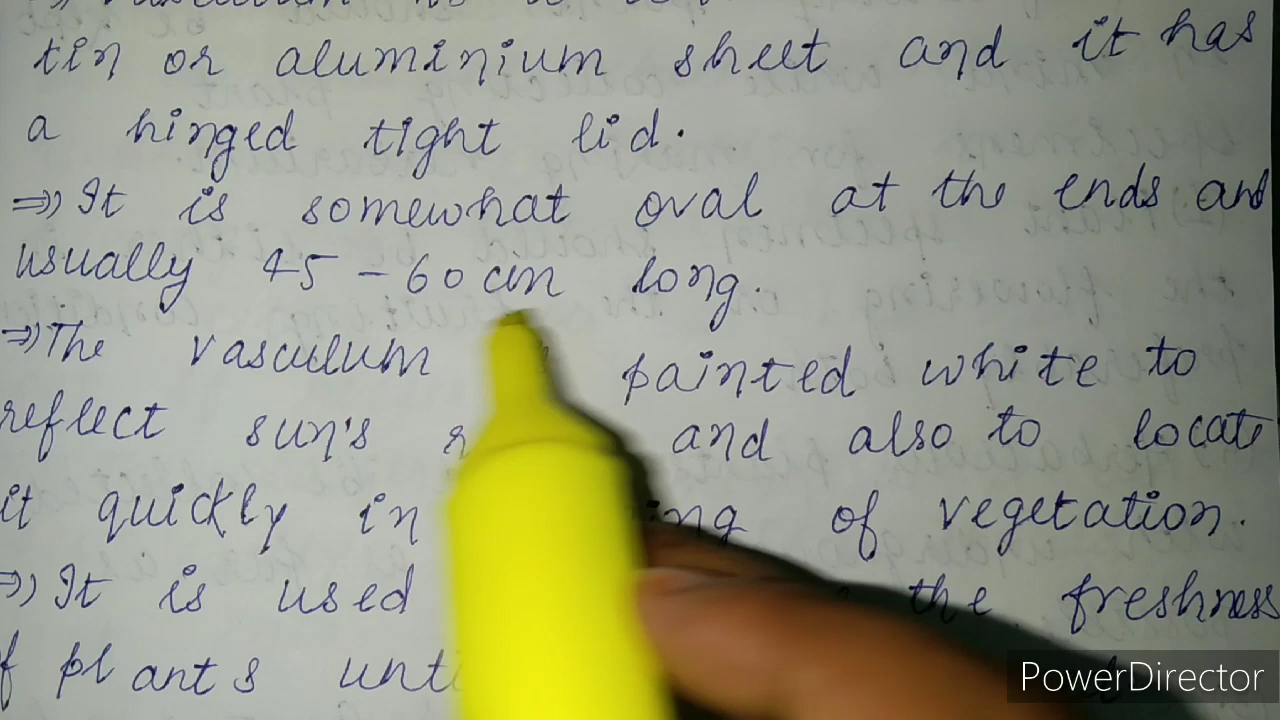 tin or aluminium sheet and it has
a hinged tight lid.
⇒) It is somewhat oval at the ends and
usually 45 - 60 cm long.
⇒) The vasculum painted white to
reflect sun's and also to locate
it quickly in of vegetation.
⇒) It is used the freshness
of plants
PowerDirector